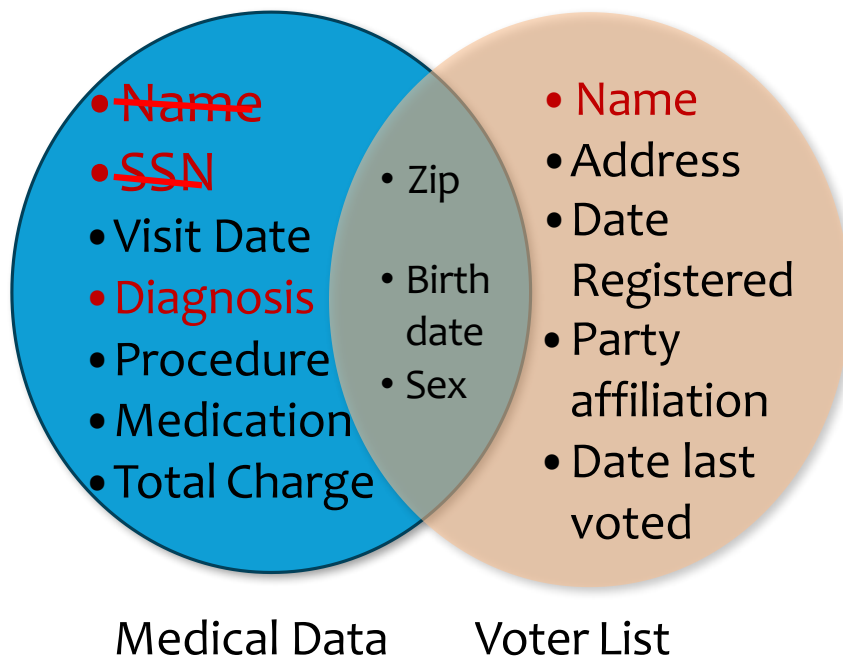 • Name
• SSN
• Visit Date
• Diagnosis
• Procedure
• Medication
• Total Charge
• Zip
• Birth
date
• Sex
• Name
• Address
• Date
Registered
• Party
affiliation
• Date last
voted
Medical Data
Voter List